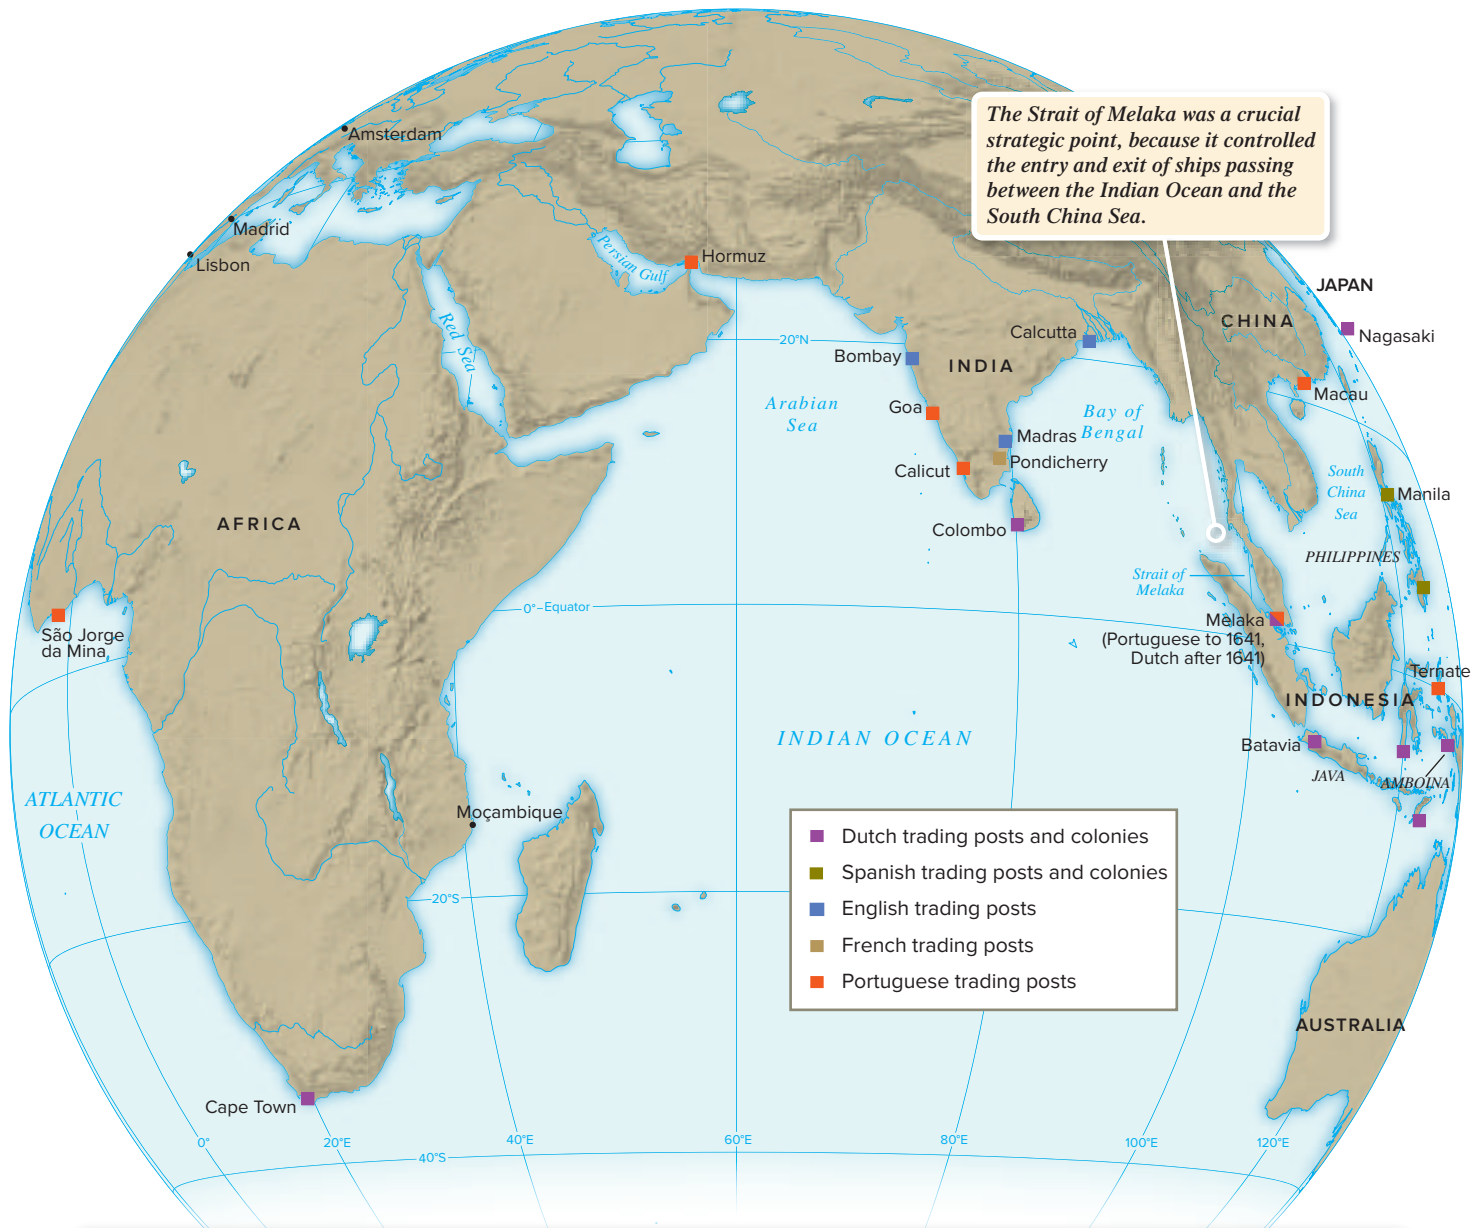 The Strait of Melaka was a crucial
strategic point, because it controlled
the entry and exit of ships passing
between the Indian Ocean and the
South China Sea.
Amsterdam
Madrid
Lisbon
Persian Gulf
Hormuz
Red Sea
JAPAN
Nagasaki
CHINA
Macau
20°N
Calcutta
Bombay
INDIA
Goa
Arabian
Sea
Bay of
Bengal
Madras
Pondicherry
Calicut
Colombo
South
China
Sea
Manila
PHILIPPINES
AFRICA
Strait of
Melaka
0°
Equator
São Jorge
da Mina
Melaka
(Portuguese to 1641,
Dutch after 1641)
Ternate
INDONESIA
INDIAN OCEAN
Batavia
JAVA
AMBOINA
ATLANTIC
OCEAN
Moçambique
20°S
Dutch trading posts and colonies
Spanish trading posts and colonies
English trading posts
French trading posts
Portuguese trading posts
AUSTRALIA
Cape Town
0°
20°E
40°E
60°E
80°E
100°E
120°E
40°S